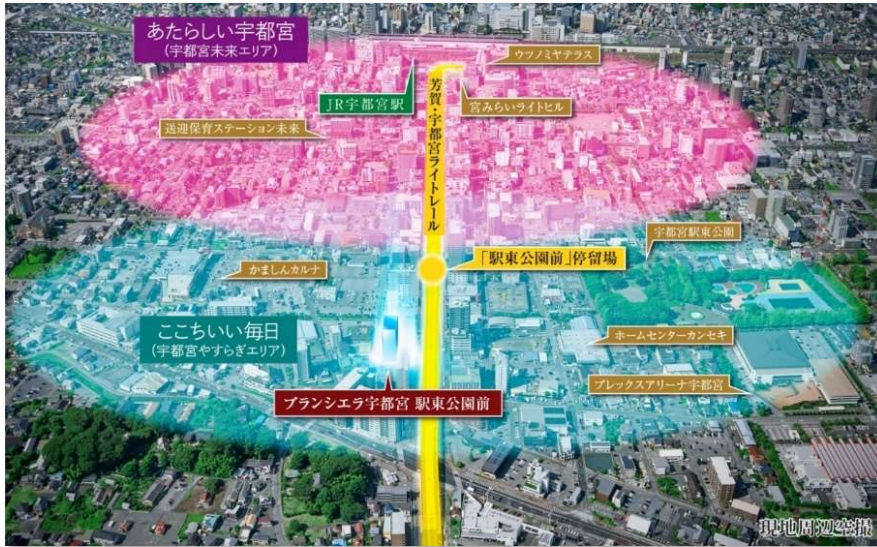 あたらしい宇都宮
(宇都宮未来エリア)
ウツノミヤテラス
JR宇都宮駅
宮みらいライトヒル
送迎保育ステーション未来
芳賀・宇都宮ライトレール
宇都宮駅東公園
「駅東公園前」停留場
かましんカルナ
ここちいい毎日
(宇都宮やすらぎエリア)
ホームセンターカンセキ
ブレックスアリーナ宇都宮
ブランシエラ宇都宮 駅東公園前
現地周辺空撮